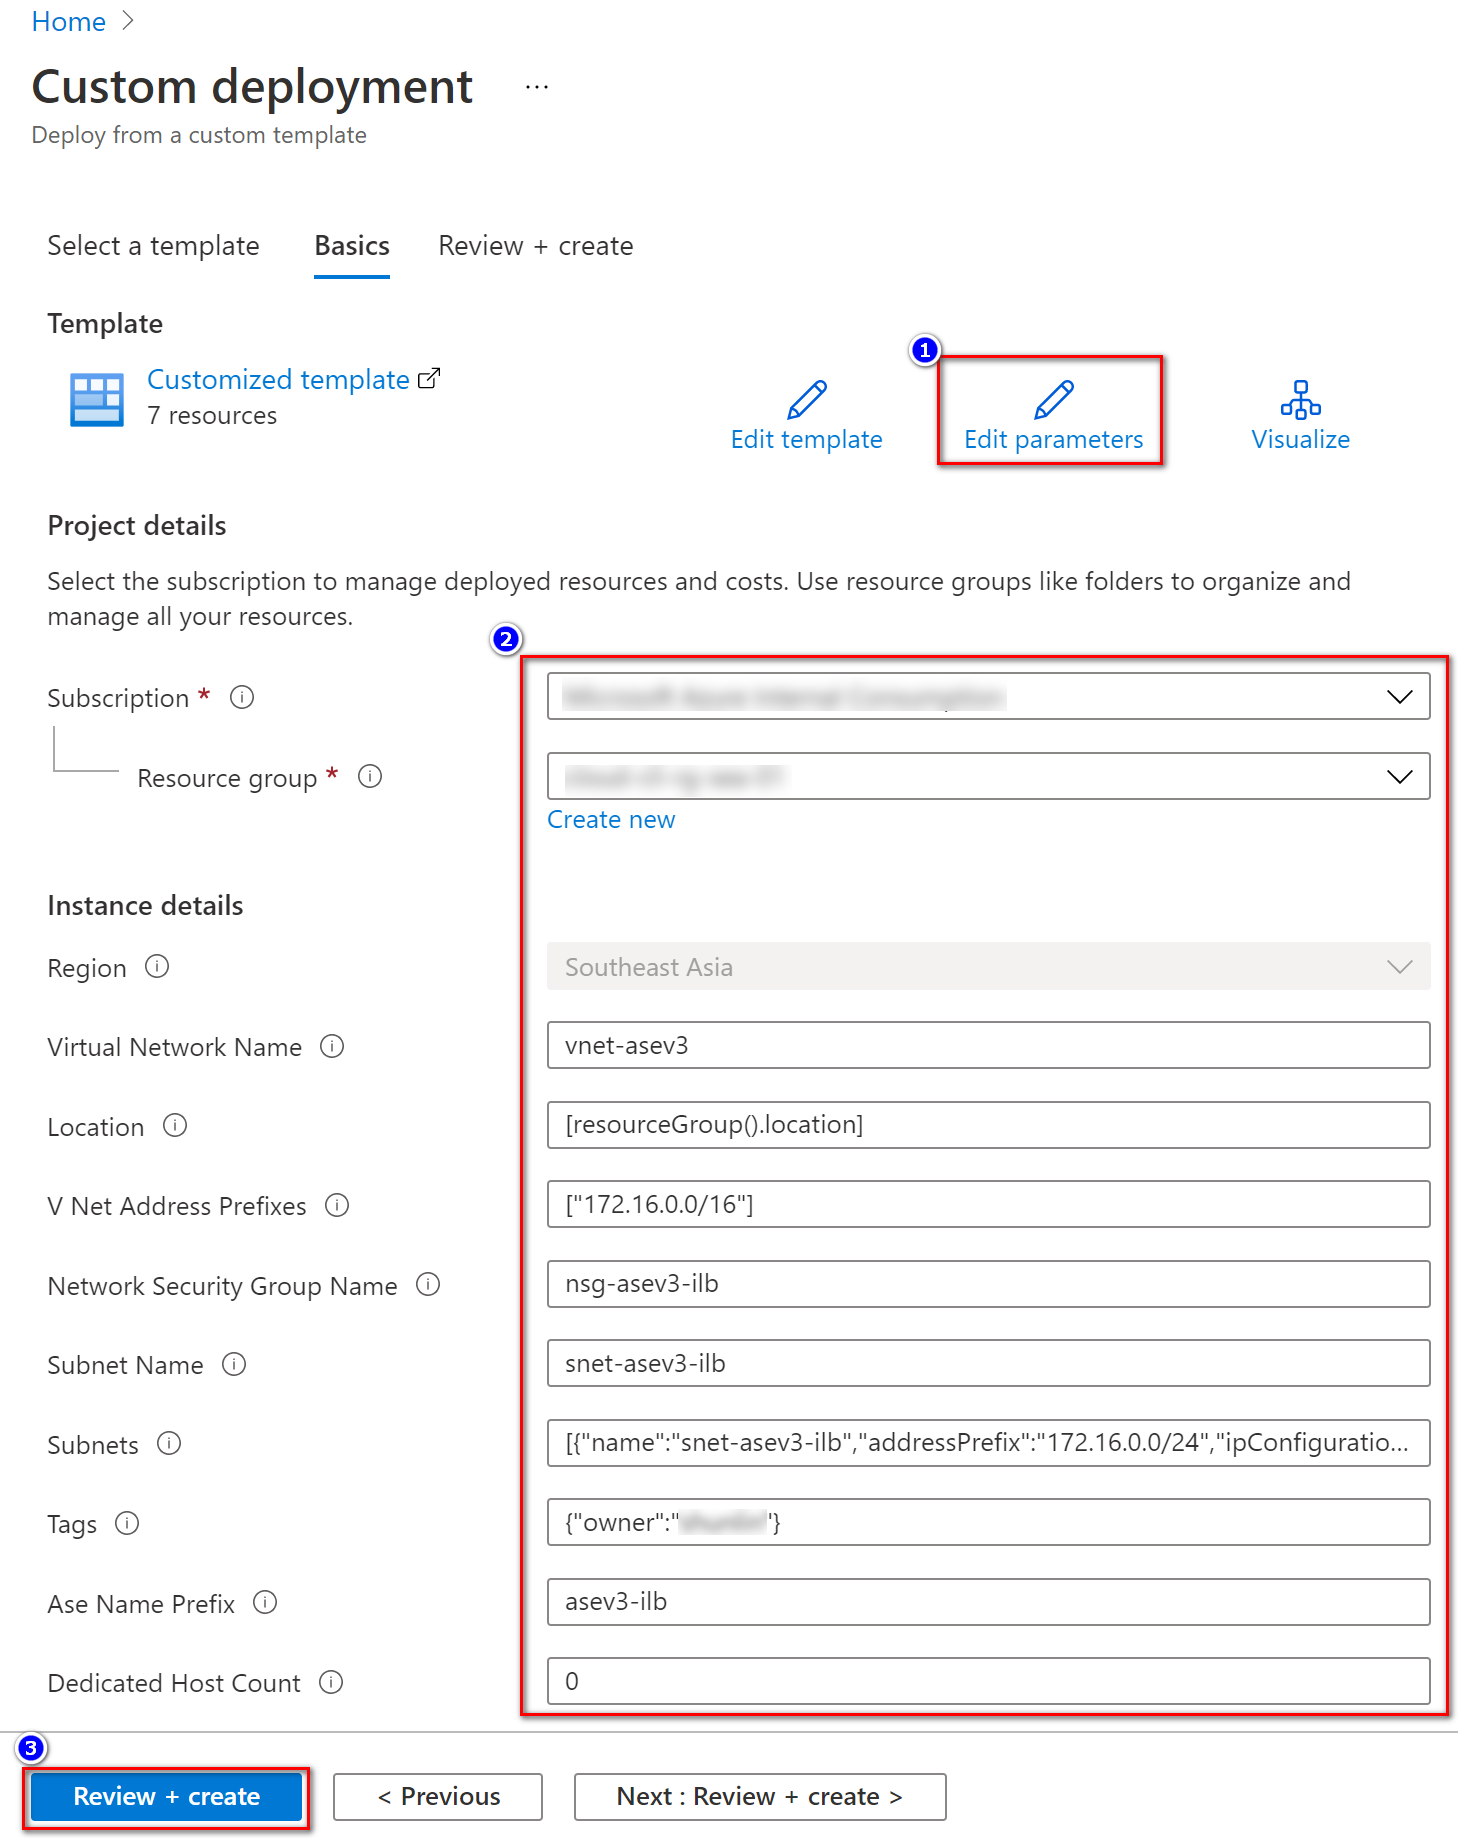 Home >
Custom deployment ...
Deploy from a custom template
Select a template Basics Review + create
Template
Customized template
7 resources
1
Edit template Edit parameters Visualize
Project details
Select the subscription to manage deployed resources and costs. Use resource groups like folders to organize and
manage all your resources.
2
Subscription *
Resource group *
Create new
Instance details
Region Southeast Asia
Virtual Network Name vnet-asev3
Location [resourceGroup().location]
V Net Address Prefixes ["172.16.0.0/16"]
Network Security Group Name nsg-asev3-ilb
Subnet Name snet-asev3-ilb
Subnets [{"name":"snet-asev3-ilb","addressPrefix":"172.16.0.0/24","ipConfiguratio...
Tags {"owner":" "}
Ase Name Prefix asev3-ilb
Dedicated Host Count 0
3
Review + create < Previous Next : Review + create >